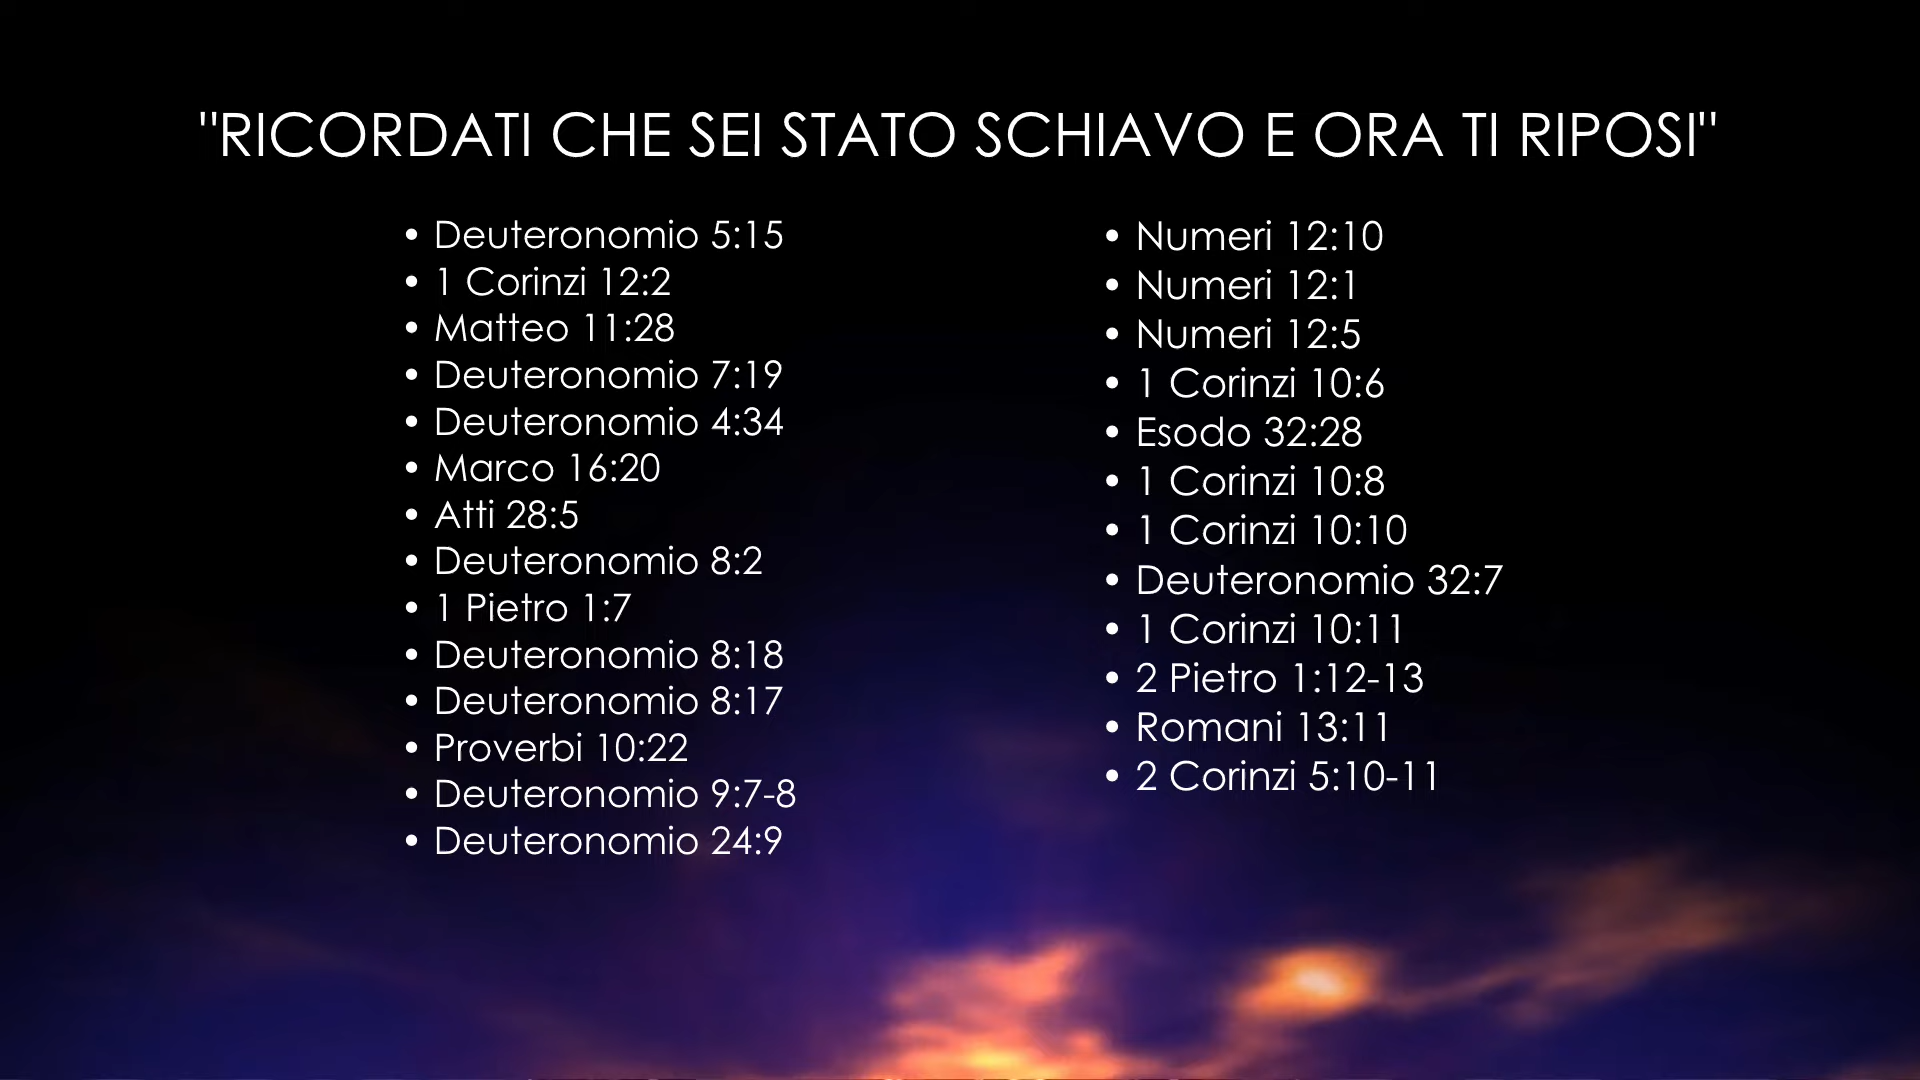 "RICORDATI CHE SEI STATO SCHIAVO E ORA TI RIPOSI"
• Deuteronomio 5:15
• 1 Corinzi 12:2
• Matteo 11:28
• Deuteronomio 7:19
• Deuteronomio 4:34
• Marco 16:20
• Atti 28:5
• Deuteronomio 8:2
• 1 Pietro 1:7
• Deuteronomio 8:18
• Deuteronomio 8:17
• Proverbi 10:22
• Deuteronomio 9:7-8
• Deuteronomio 24:9
• Numeri 12:10
• Numeri 12:1
• Numeri 12:5
• 1 Corinzi 10:6
• Esodo 32:28
• 1 Corinzi 10:8
• 1 Corinzi 10:10
• Deuteronomio 32:7
• 1 Corinzi 10:11
• 2 Pietro 1:12-13
• Romani 13:11
• 2 Corinzi 5:10-11